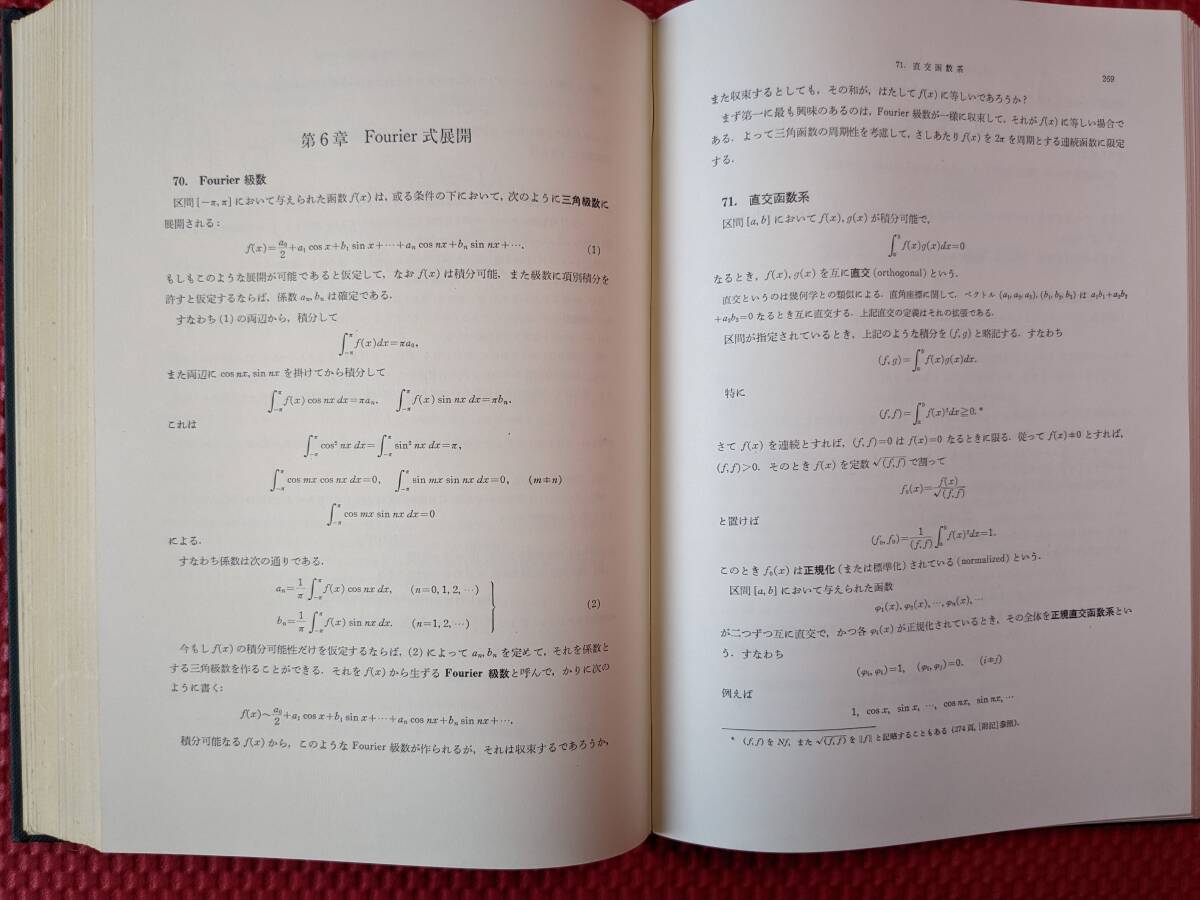 第6章 Fourier 式展開
70. Fourier 級数
区間[−π, π]において与えられた函数 f(x) は，或る条件の下において，次のように三角級数に
展開される：
f(x)=a₀/2+a₁ cos x+b₁ sin x+⋯+aₙ cos nx+bₙ sin nx+⋯. (1)
もしもこのような展開が可能であると仮定して，なお f(x) は積分可能，また級数に項別積分を
許すと仮定するならば，係数 aₙ, bₙ は確定である．
すなわち (1) の両辺から，積分して
∫_{−π}^{π} f(x)dx=πa₀,
また両辺に cos nx, sin nx を掛けてから積分して
∫_{−π}^{π} f(x) cos nx dx=πaₙ, ∫_{−π}^{π} f(x) sin nx dx=πbₙ.
これは
∫_{−π}^{π} cos² nx dx=∫_{−π}^{π} sin² nx dx=π,
∫_{−π}^{π} cos mx cos nx dx=0, ∫_{−π}^{π} sin mx sin nx dx=0, (m≠n)
∫_{−π}^{π} cos mx sin nx dx=0
による．
すなわち係数は次の通りである．
aₙ=1/π ∫_{−π}^{π} f(x) cos nx dx, (n=0, 1, 2, ⋯)
bₙ=1/π ∫_{−π}^{π} f(x) sin nx dx. (n=1, 2, ⋯) (2)
今もし f(x) の積分可能性だけを仮定するならば，(2) によって aₙ, bₙ を定めて，それを係数と
する三角級数を作ることができる．それを f(x) から生ずる Fourier 級数と呼んで，かりに次の
ように書く：
f(x)∼a₀/2+a₁ cos x+b₁ sin x+⋯+aₙ cos nx+bₙ sin nx+⋯.
積分可能なる f(x) から，このような Fourier 級数が作られるが，それは収束するであろうか，
71. 直交函数系 269
また収束するとしても，その和が，はたして f(x) に等しいであろうか？
まず第一に最も興味のあるのは，Fourier 級数が一様に収束して，それが f(x) に等しい場合で
ある．よって三角函数の周期性を考慮して，さしあたり f(x) を 2π を周期とする連続函数に限定
する．
71. 直交函数系
区間 [a, b] において f(x), g(x) が積分可能で，
∫_{a}^{b} f(x)g(x)dx=0
なるとき，f(x), g(x) を互に直交 (orthogonal) という．
直交というのは幾何学との類似による．直角座標に関して，ベクトル (a₁, a₂, a₃), (b₁, b₂, b₃) は a₁b₁+a₂b₂
+a₃b₃=0 なるとき互に直交する．上記直交の定義はそれの拡張である．
区間が指定されているとき，上記のような積分を (f, g) と略記する．すなわち
(f, g)=∫_{a}^{b} f(x)g(x)dx.
特に
(f, f)=∫_{a}^{b} f(x)²dx≧0.*
さて f(x) を連続とすれば，(f, f)=0 は f(x)=0 なるときに限る．従って f(x)≠0 とすれば，
(f, f)>0. そのとき f(x) を定数 √(f, f) で割って
f₀(x)=f(x)/√(f, f)
と置けば
(f₀, f₀)=1/(f, f) ∫_{a}^{b} f(x)²dx=1.
このとき f₀(x) は正規化（または標準化）されている (normalized) という．
区間 [a, b] において与えられた函数
φ₁(x), φ₂(x), ⋯, φₙ(x), ⋯
が二つずつ互に直交で，かつ各 φᵢ(x) が正規化されているとき，その全体を正規直交函数系とい
う．すなわち
(φᵢ, φᵢ)=1, (φᵢ, φⱼ)=0. (i≠j)
例えば
1, cos x, sin x, ⋯, cos nx, sin nx, ⋯
* (f, f) を Nf, また √(f, f) を ‖f‖ と記略することもある (274頁, [附記]参照).